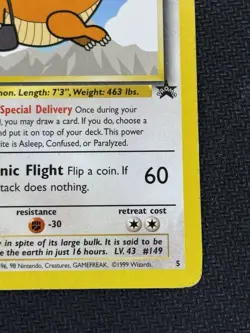 mon. Length: 7'3", Weight: 463 lbs.
Special Delivery Once during your
, you may draw a card. If you do, choose a
nd put it on top of your deck. This power
ite is Asleep, Confused, or Paralyzed.
nic Flight Flip a coin. If
tack does nothing.
60
resistance
retreat cost
-30
y in spite of its large bulk. It is said to be
e the earth in just 16 hours. LV. 43 #149
96, 98 Nintendo, Creatures, GAMEFREAK. ©1999 Wizards.
5